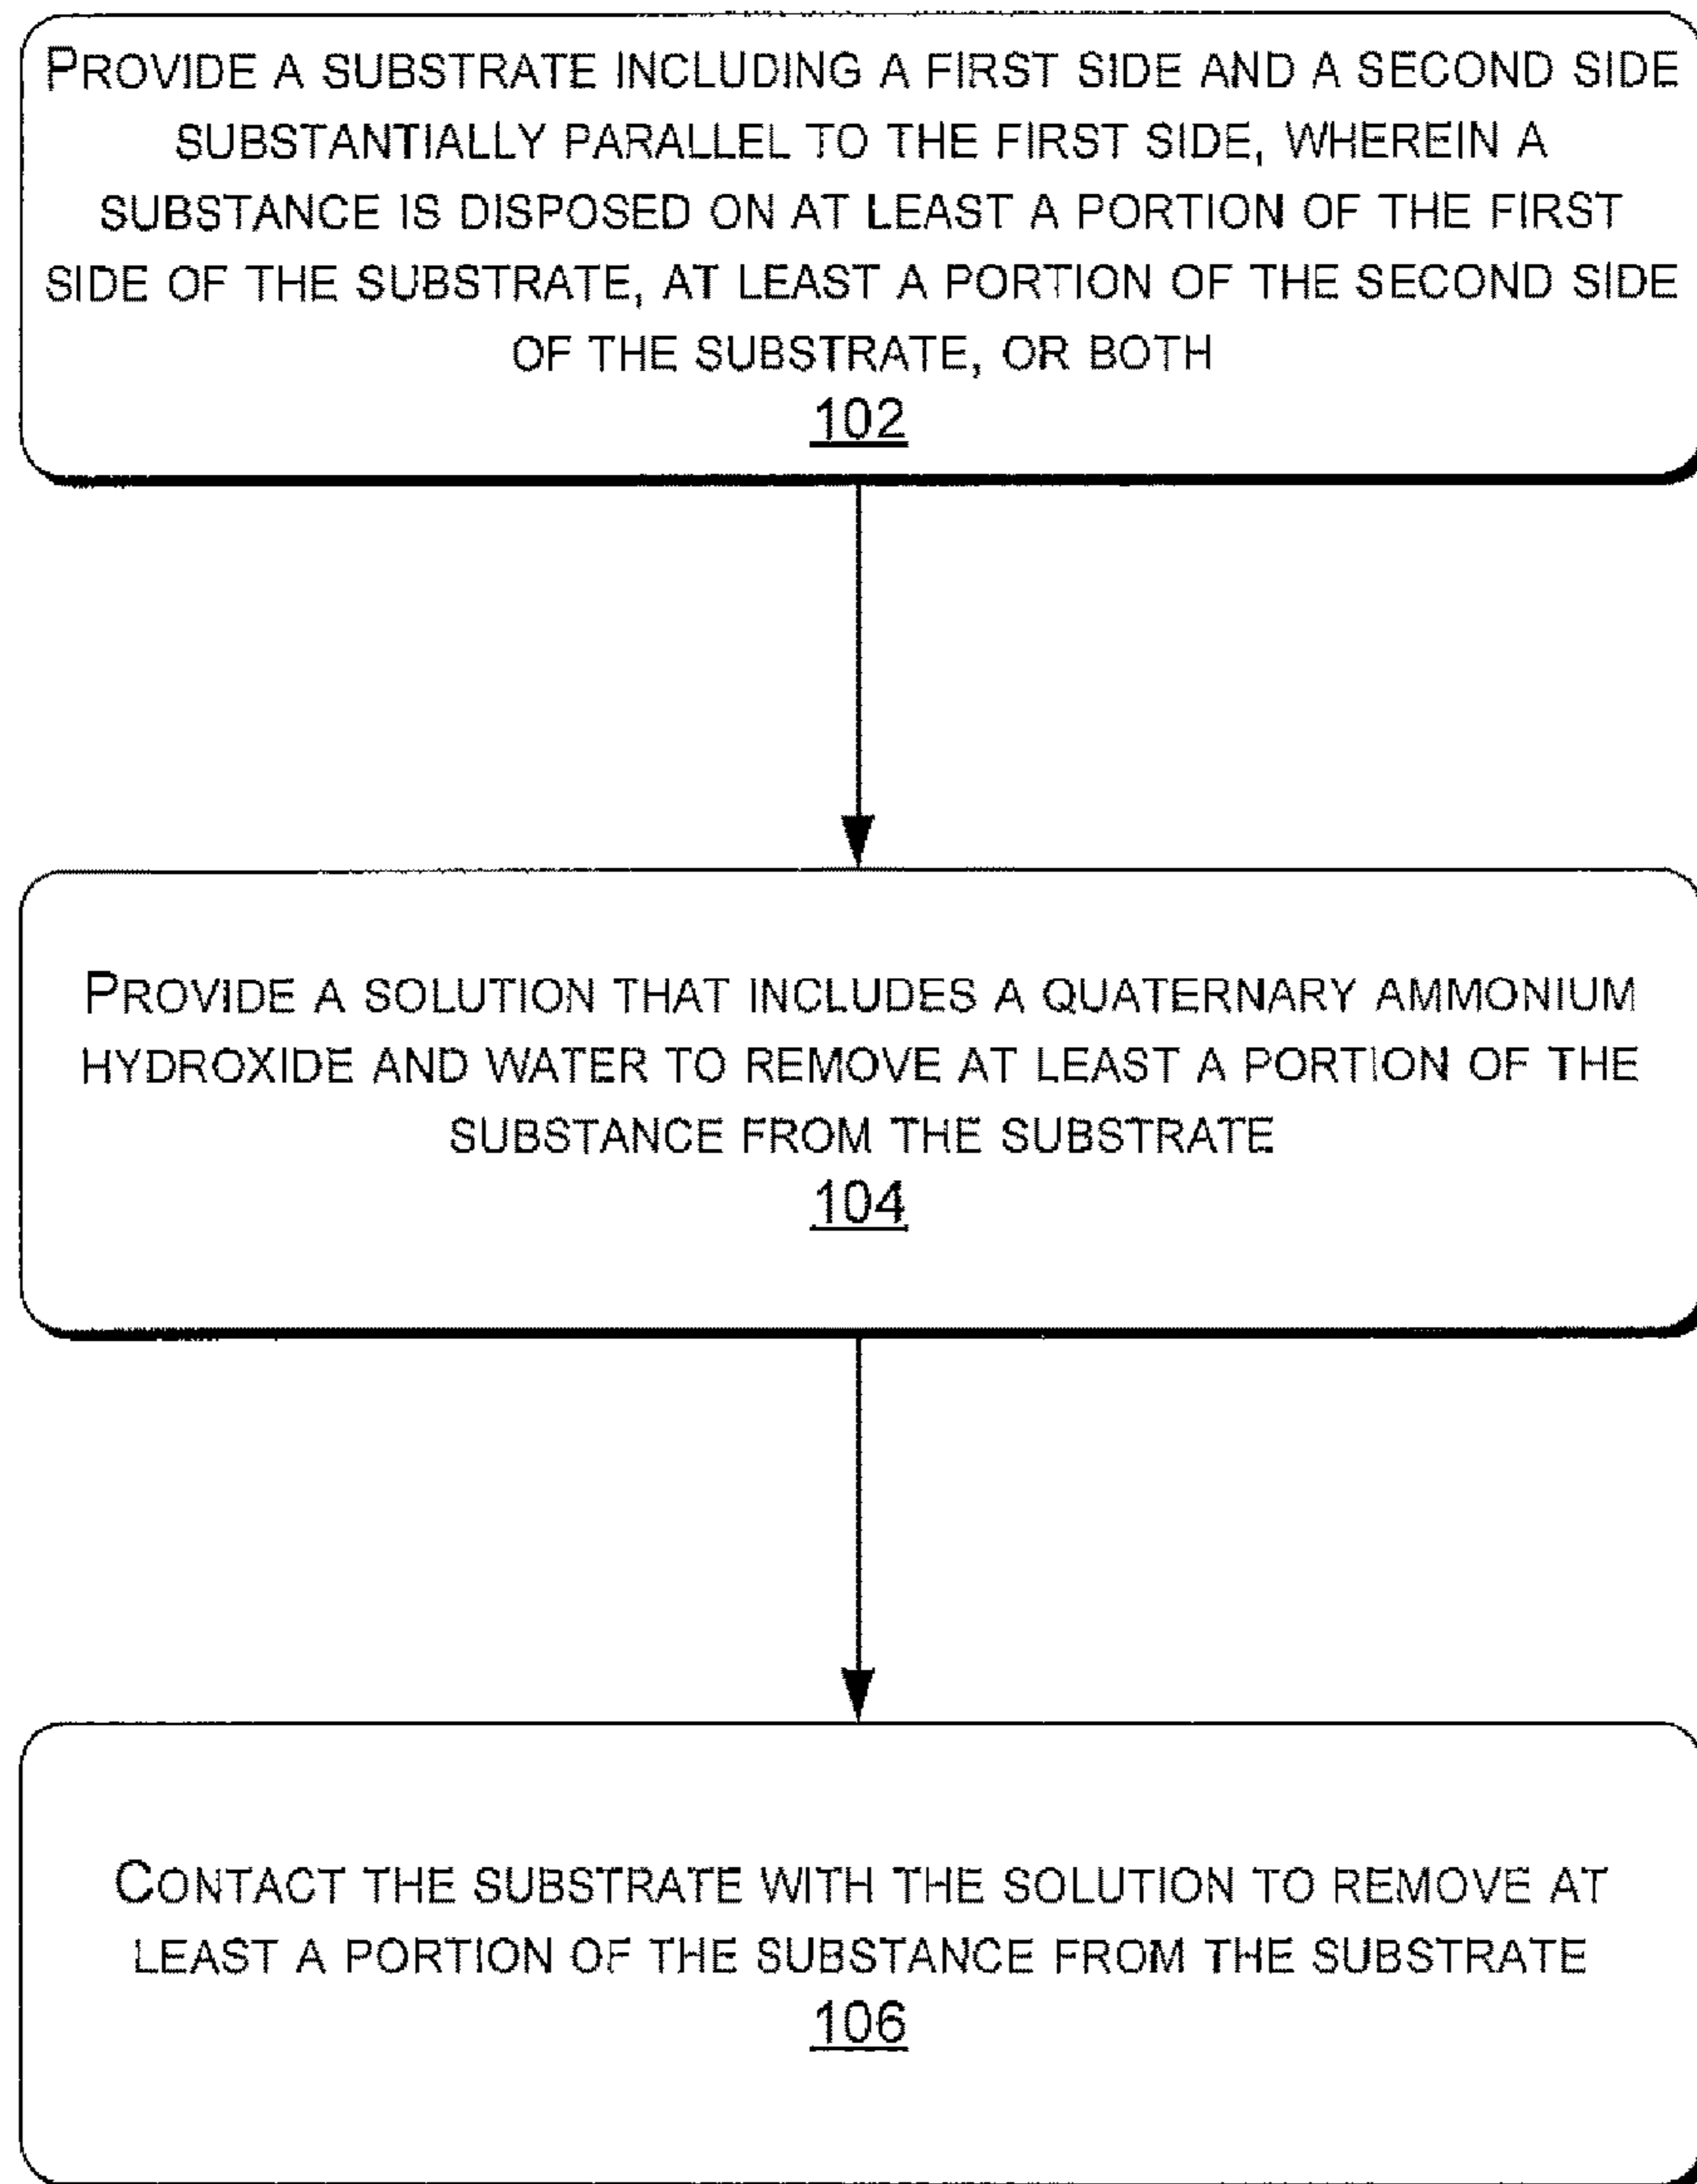 PROVIDE A SUBSTRATE INCLUDING A FIRST SIDE AND A SECOND SIDE
SUBSTANTIALLY PARALLEL TO THE FIRST SIDE, WHEREIN A
SUBSTANCE IS DISPOSED ON AT LEAST A PORTION OF THE FIRST
SIDE OF THE SUBSTRATE, AT LEAST A PORTION OF THE SECOND SIDE
OF THE SUBSTRATE, OR BOTH
102
PROVIDE A SOLUTION THAT INCLUDES A QUATERNARY AMMONIUM
HYDROXIDE AND WATER TO REMOVE AT LEAST A PORTION OF THE
SUBSTANCE FROM THE SUBSTRATE
104
CONTACT THE SUBSTRATE WITH THE SOLUTION TO REMOVE AT
LEAST A PORTION OF THE SUBSTANCE FROM THE SUBSTRATE
106